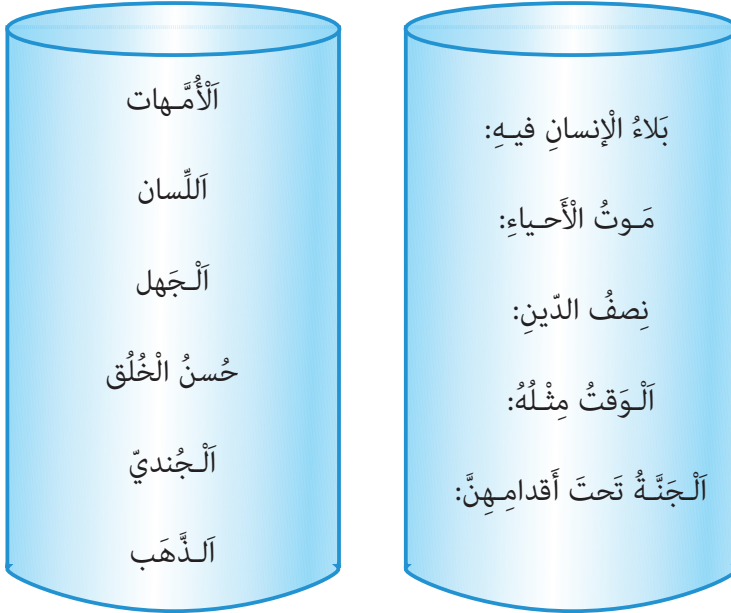 بَلاءُ الْإنسانِ فيـهِ:
مَـوتُ الْأَحـياءِ:
نِصفُ الدّينِ:
اَلْـوَقتُ مِثْـلُهُ:
اَلْـجَنَّـةُ تَحتَ أَقدامِـهِنَّ:
اَلْأُمَّـهات
اَللِّسان
اَلْـجَهل
حُسنُ الْخُلُق
اَلْـجُنديّ
اَلـذَّهَب